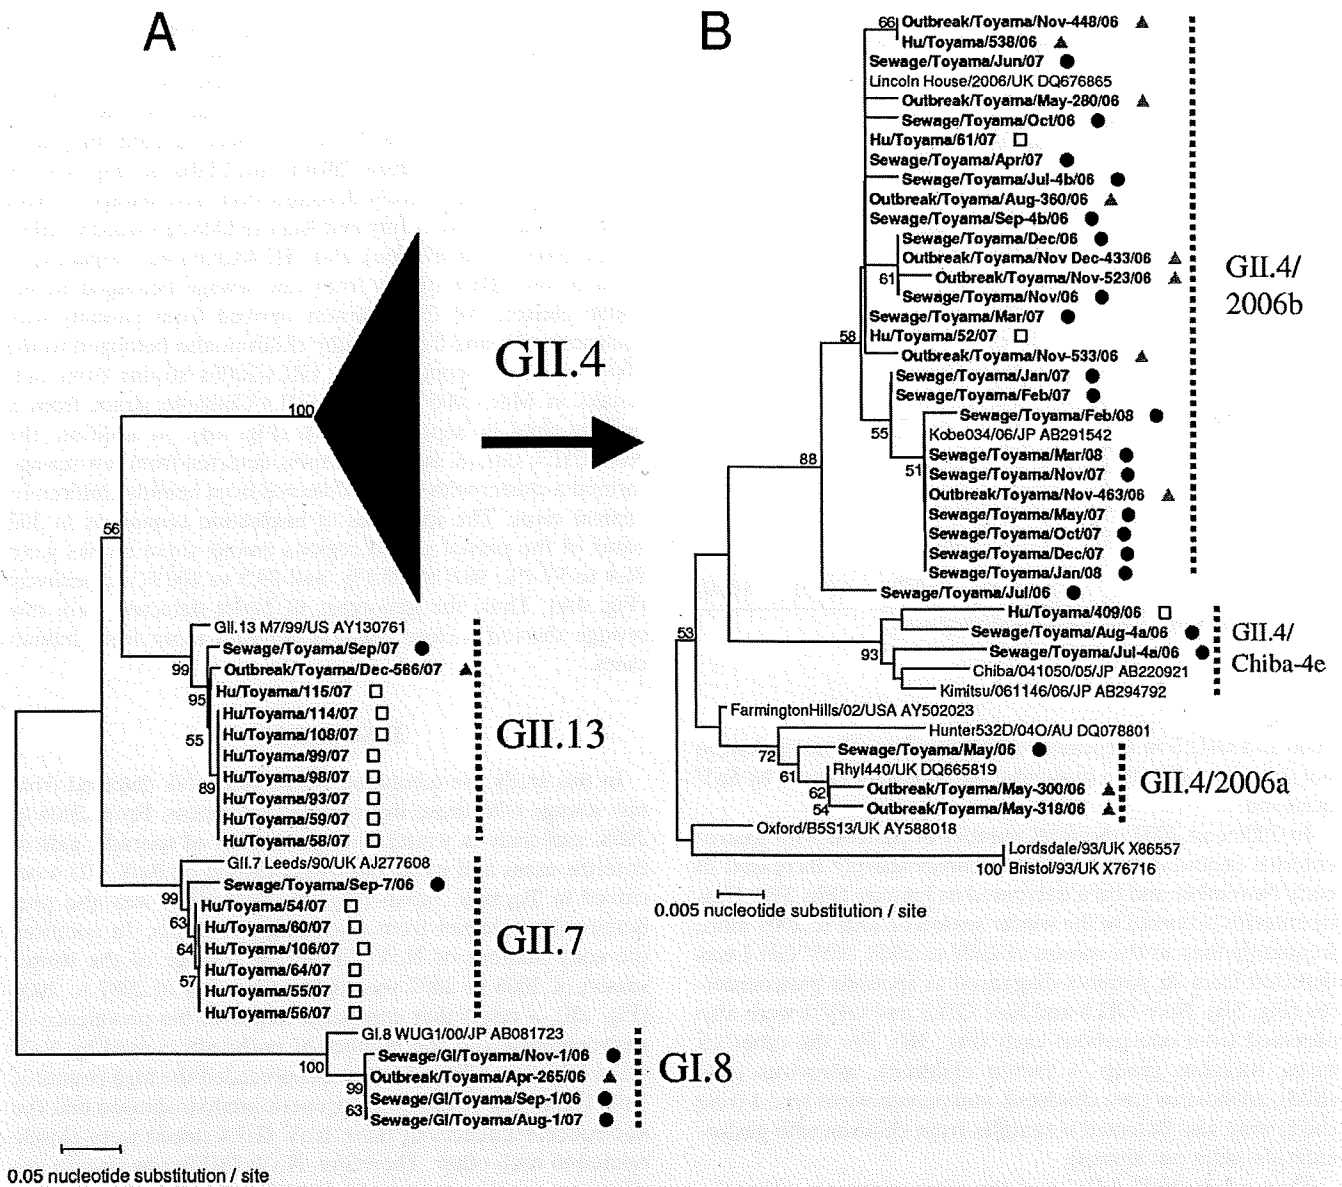 A
GII.4
100
56
GII.13 M7/99/US AY130761
Sewage/Toyama/Sep/07
99
Outbreak/Toyama/Dec-566/07
95
Hu/Toyama/115/07
Hu/Toyama/114/07
55
Hu/Toyama/108/07
Hu/Toyama/99/07
Hu/Toyama/98/07
89
Hu/Toyama/93/07
Hu/Toyama/59/07
Hu/Toyama/58/07
GII.13
GII.7 Leeds/90/UK AJ277608
Sewage/Toyama/Sep-7/06
99
Hu/Toyama/54/07
63
Hu/Toyama/60/07
64
Hu/Toyama/106/07
Hu/Toyama/64/07
57
Hu/Toyama/55/07
Hu/Toyama/56/07
GII.7
GI.8 WUG1/00/JP AB081723
Sewage/GI/Toyama/Nov-1/06
100
Outbreak/Toyama/Apr-265/06
99
Sewage/GI/Toyama/Sep-1/06
63
Sewage/GI/Toyama/Aug-1/07
GI.8
0.05 nucleotide substitution / site
B
66
Outbreak/Toyama/Nov-448/06
Hu/Toyama/538/06
Sewage/Toyama/Jun/07
Lincoln House/2006/UK DQ676865
Outbreak/Toyama/May-280/06
Sewage/Toyama/Oct/06
Hu/Toyama/61/07
Sewage/Toyama/Apr/07
Sewage/Toyama/Jul-4b/06
Outbreak/Toyama/Aug-360/06
Sewage/Toyama/Sep-4b/06
Sewage/Toyama/Dec/06
Outbreak/Toyama/Nov Dec-433/06
61
Outbreak/Toyama/Nov-523/06
Sewage/Toyama/Nov/06
Sewage/Toyama/Mar/07
58
Hu/Toyama/52/07
Outbreak/Toyama/Nov-533/06
Sewage/Toyama/Jan/07
Sewage/Toyama/Feb/07
Sewage/Toyama/Feb/08
55
Kobe034/06/JP AB291542
Sewage/Toyama/Mar/08
88
51
Sewage/Toyama/Nov/07
Outbreak/Toyama/Nov-463/06
Sewage/Toyama/May/07
Sewage/Toyama/Oct/07
Sewage/Toyama/Dec/07
Sewage/Toyama/Jan/08
GII.4/
2006b
Sewage/Toyama/Jul/06
Hu/Toyama/409/06
53
Sewage/Toyama/Aug-4a/06
93
Sewage/Toyama/Jul-4a/06
Chiba/041050/05/JP AB220921
Kimitsu/061146/06/JP AB294792
GII.4/
Chiba-4e
FarmingtonHills/02/USA AY502023
Hunter532D/04O/AU DQ078801
72
Sewage/Toyama/May/06
61
Rhyl440/UK DQ665819
62
Outbreak/Toyama/May-300/06
54
Outbreak/Toyama/May-318/06
GII.4/2006a
Oxford/B5S13/UK AY588018
Lordsdale/93/UK X86557
100
Bristol/93/UK X76716
0.005 nucleotide substitution / site